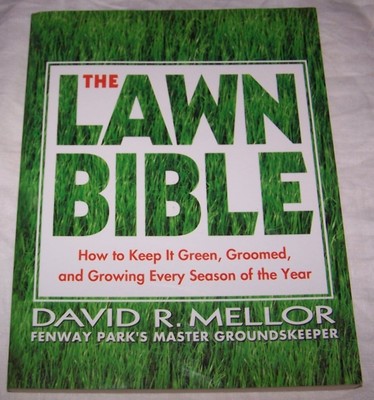 THE
LAWN
BIBLE
How to Keep It Green, Groomed,
and Growing Every Season of the Year
DAVID R. MELLOR
FENWAY PARK'S MASTER GROUNDSKEEPER